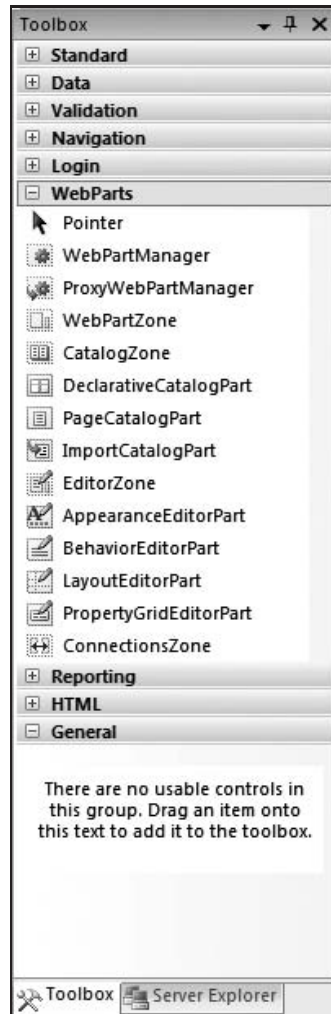 Toolbox
Standard
Data
Validation
Navigation
Login
WebParts
Pointer
WebPartManager
ProxyWebPartManager
WebPartZone
CatalogZone
DeclarativeCatalogPart
PageCatalogPart
ImportCatalogPart
EditorZone
AppearanceEditorPart
BehaviorEditorPart
LayoutEditorPart
PropertyGridEditorPart
ConnectionsZone
Reporting
HTML
General
There are no usable controls in
this group. Drag an item onto
this text to add it to the toolbox.
Toolbox Server Explorer